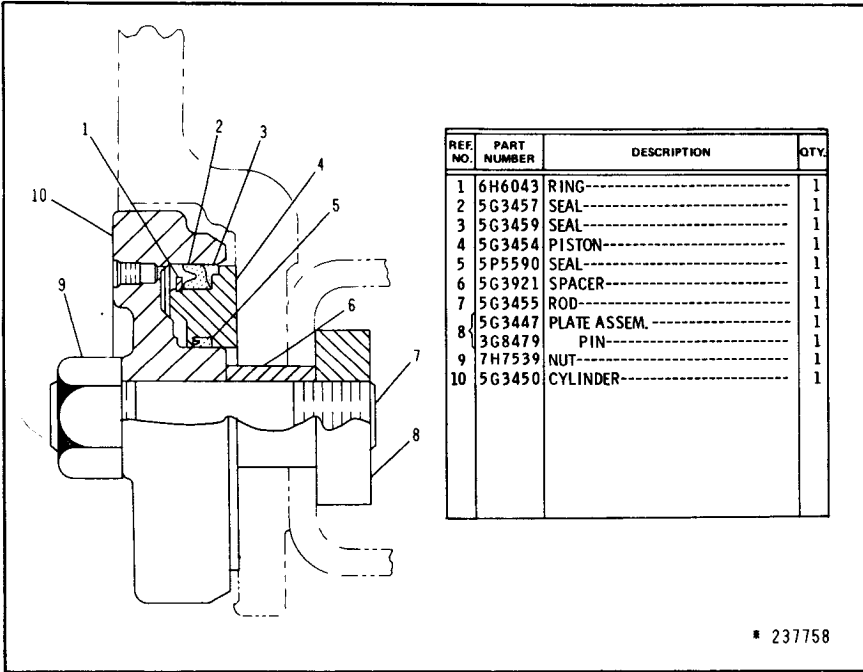 1
2
3
4
5
6
7
8
9
10
REF. NO. PART NUMBER DESCRIPTION QTY.
1 6H6043 RING 1
2 5G3457 SEAL 1
3 5G3459 SEAL 1
4 5G3454 PISTON 1
5 5P5590 SEAL 1
6 5G3921 SPACER 1
7 5G3455 ROD 1
8{ 5G3447 PLATE ASSEM. 1
3G8479 PIN 1
9 7H7539 NUT 1
10 5G3450 CYLINDER 1
* 237758